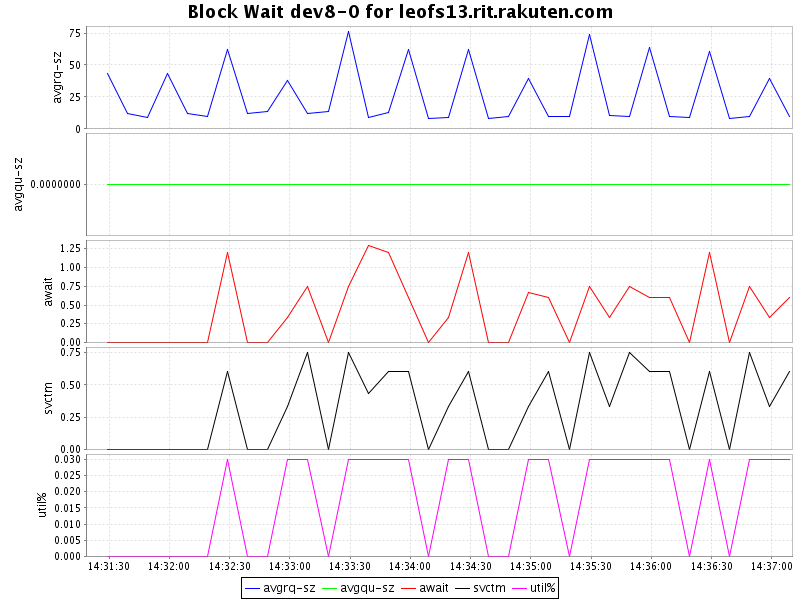 Block Wait dev8-0 for leofs13.rit.rakuten.com
avgrq-sz
75
50
25
0
avgqu-sz
0.0000000
await
1.25
1.00
0.75
0.50
0.25
0.00
svctm
0.75
0.50
0.25
0.00
util%
0.030
0.025
0.020
0.015
0.010
0.005
0.000
14:31:30 14:32:00 14:32:30 14:33:00 14:33:30 14:34:00 14:34:30 14:35:00 14:35:30 14:36:00 14:36:30 14:37:00
avgrq-sz avgqu-sz await svctm util%